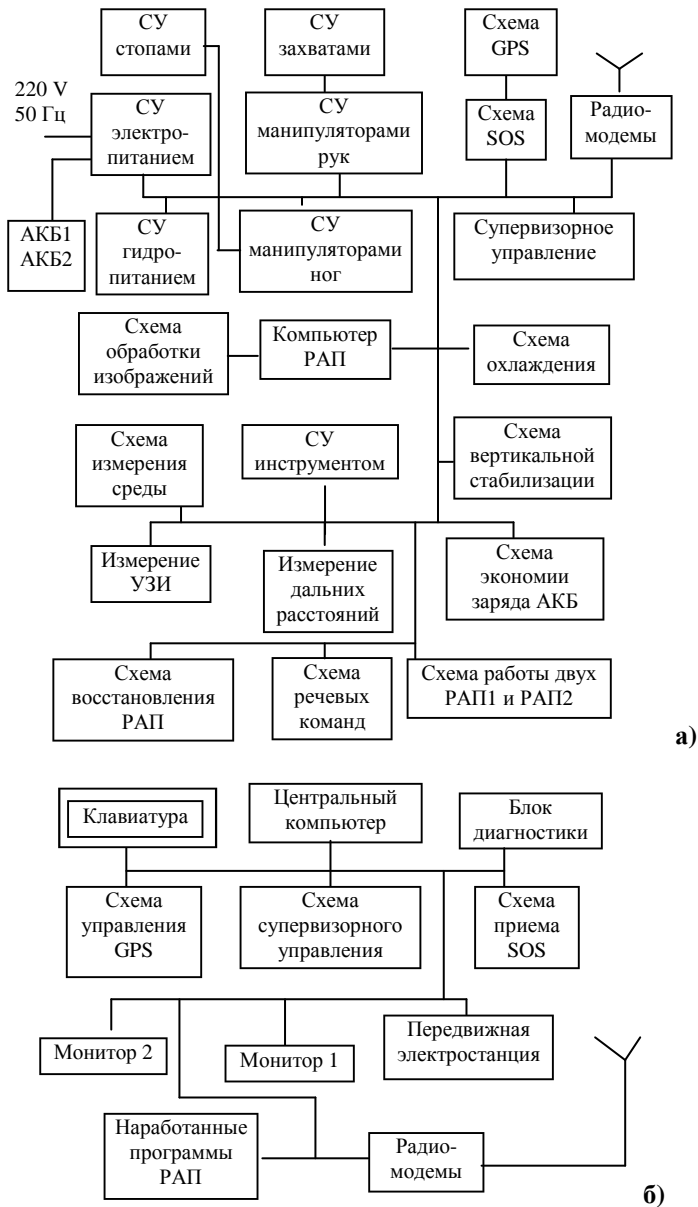 СУ
стопами
СУ
захватами
Схема
GPS
220 V
50 Гц
СУ
электро-
питанием
СУ
манипуляторами
рук
Схема
SOS
Радио-
модемы
АКБ1
АКБ2
СУ
гидро-
питанием
СУ
манипуляторами
ног
Супервизорное
управление
Схема
обработки
изображений
Компьютер
РАП
Схема
охлаждения
Схема
измерения
среды
СУ
инструментом
Схема
вертикальной
стабилизации
Измерение
УЗИ
Измерение
дальних
расстояний
Схема
экономии
заряда АКБ
Схема
восстановления
РАП
Схема
речевых
команд
Схема работы двух
РАП1 и РАП2
а)
Клавиатура
Центральный
компьютер
Блок
диагностики
Схема
управления
GPS
Схема
супервизорного
управления
Схема
приема
SOS
Монитор 2
Монитор 1
Передвижная
электростанция
Наработанные
программы
РАП
Радио-
модемы
б)